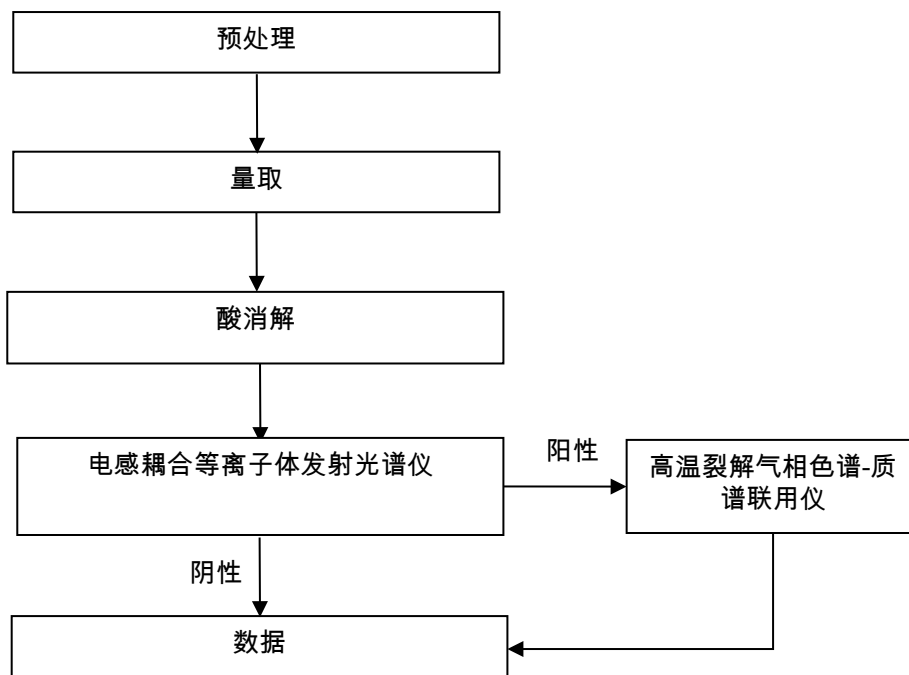 预处理
量取
酸消解
电感耦合等离子体发射光谱仪
阳性
高温裂解气相色谱-质
谱联用仪
阴性
数据